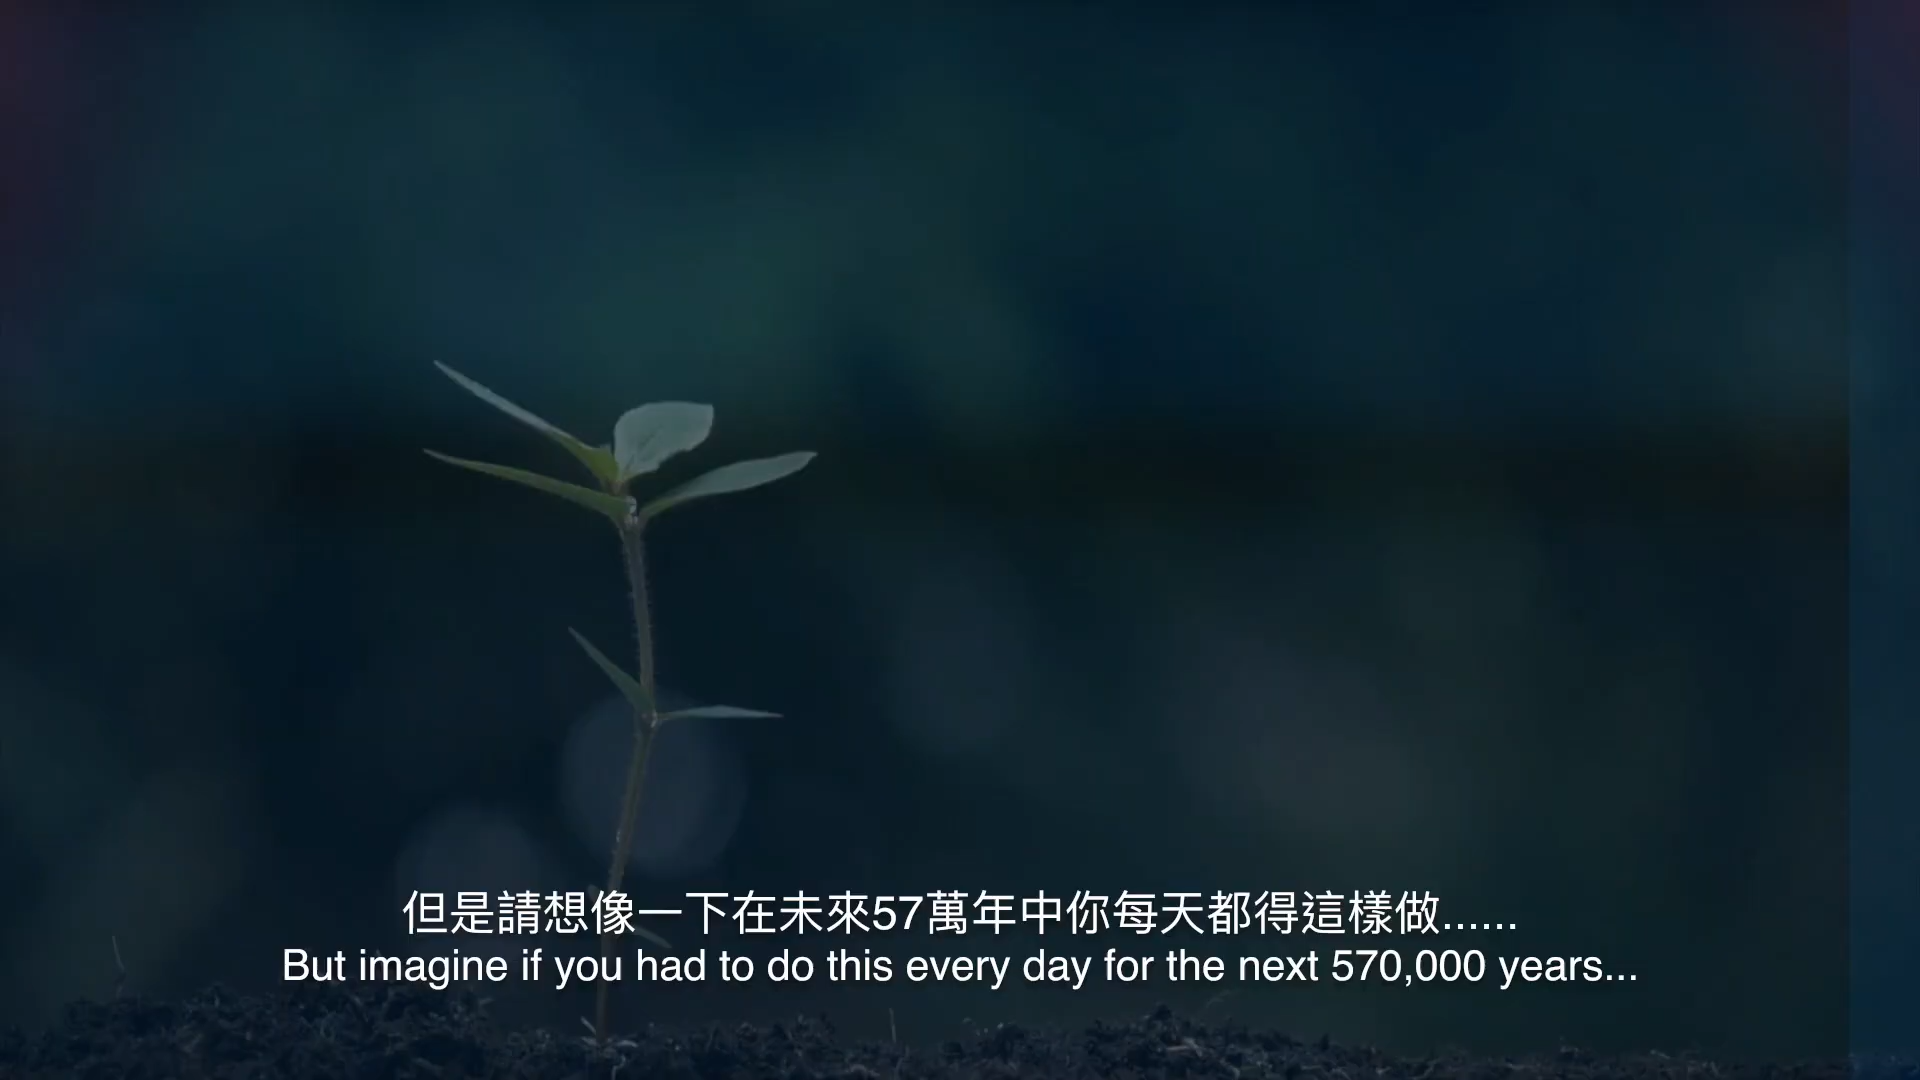 但是請想像一下在未來57萬年中你每天都得這樣做......
But imagine if you had to do this every day for the next 570,000 years...